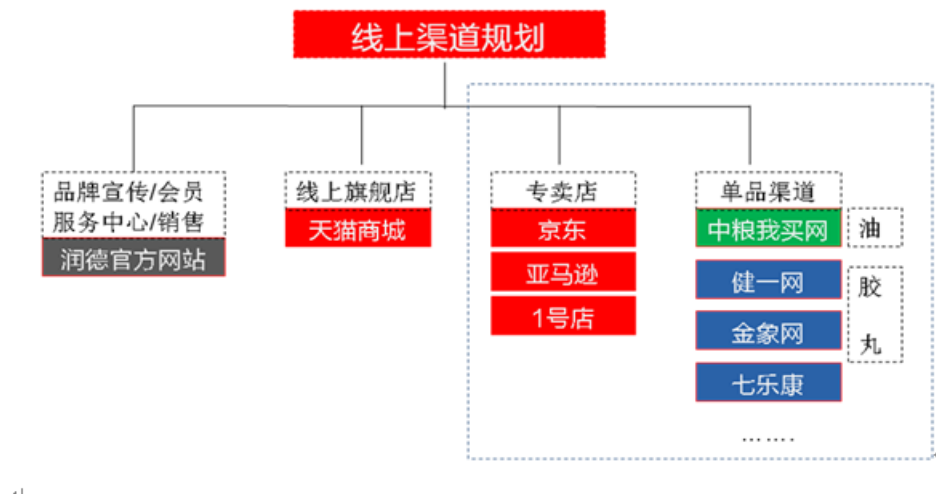 线上渠道规划
品牌宣传/会员
服务中心/销售
润德官方网站
线上旗舰店
天猫商城
专卖店
京东
亚马逊
1号店
单品渠道
中粮我买网
油
健一网
金象网
七乐康
胶
丸
…….